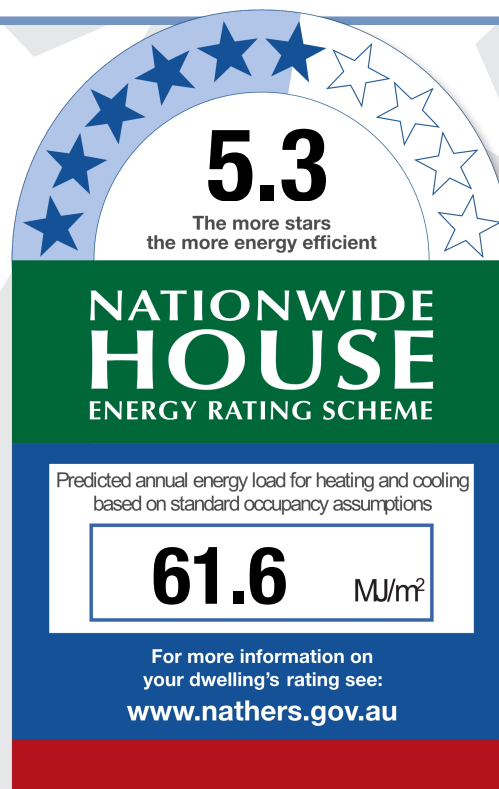 5.3
The more stars
the more energy efficient
NATIONWIDE
HOUSE
ENERGY RATING SCHEME
Predicted annual energy load for heating and cooling
based on standard occupancy assumptions
61.6 MJ/m²
For more information on
your dwelling's rating see:
www.nathers.gov.au